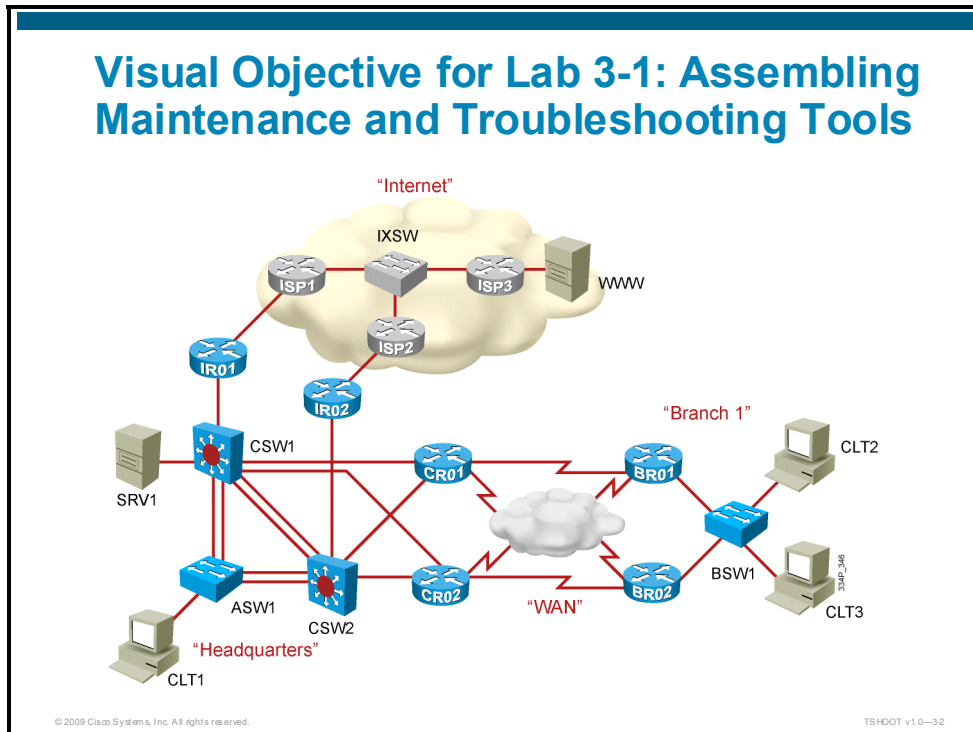 Visual Objective for Lab 3-1: Assembling
Maintenance and Troubleshooting Tools
“Internet”
IXSW
ISP1
ISP3
WWW
ISP2
IR01
IR02
“Branch 1”
CSW1
CLT2
CR01
BR01
SRV1
334P_346
BSW1
ASW1
CR02
“WAN”
BR02
CLT3
CSW2
“Headquarters”
CLT1
© 2009 Cisco Systems, Inc. All rights reserved.
TSHOOT v1.0—3-2